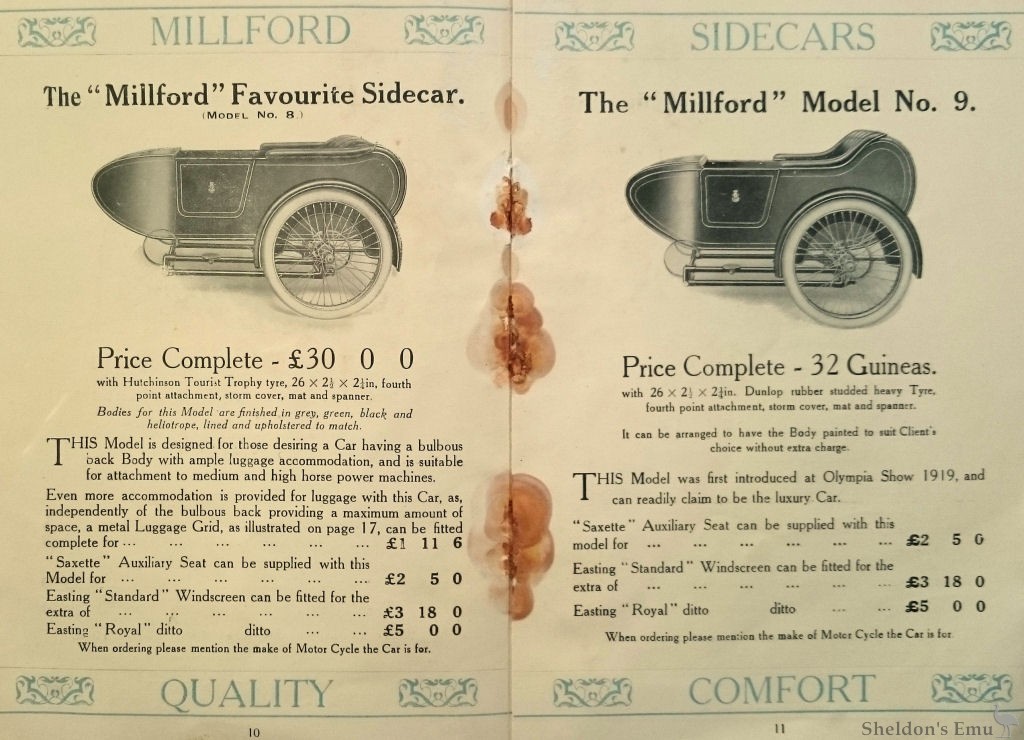 MILLFORD
The "Millford" Favourite Sidecar.
(MODEL NO. 8.)
Price Complete - £30 0 0
with Hutchinson Tourist Trophy tyre, 26 × 2½ × 2¼in, fourth
point attachment, storm cover, mat and spanner.
Bodies for this Model are finished in grey, green, black and
heliotrope, lined and upholstered to match.
THIS Model is designed for those desiring a Car having a bulbous
back Body with ample luggage accommodation, and is suitable
for attachment to medium and high horse power machines.
Even more accommodation is provided for luggage with this Car, as,
independently of the bulbous back providing a maximum amount of
space, a metal Luggage Grid, as illustrated on page 17, can be fitted
complete for ... ... ... ... ... £1 11 6
"Saxette" Auxiliary Seat can be supplied with this
Model for ... ... ... ... ... ... £2 5 0
Easting "Standard" Windscreen can be fitted for the
extra of ... ... ... ... ... ... £3 18 0
Easting "Royal" ditto ditto ... ... £5 0 0
When ordering please mention the make of Motor Cycle the Car is for.
QUALITY
10
SIDECARS
The "Millford" Model No. 9.
Price Complete - 32 Guineas.
with 26 × 2½ × 2¼in. Dunlop rubber studded heavy Tyre,
fourth point attachment, storm cover, mat and spanner.
It can be arranged to have the Body painted to suit Client's
choice without extra charge.
THIS Model was first introduced at Olympia Show 1919, and
can readily claim to be the luxury Car.
"Saxette" Auxiliary Seat can be supplied with this
model for ... ... ... ... ... ... £2 5 0
Easting "Standard" Windscreen can be fitted for the
extra of ... ... ... ... ... ... £3 18 0
Easting "Royal" ditto ditto ... ... £5 0 0
When ordering please mention the make of Motor Cycle the Car is for.
COMFORT
11
Sheldon's Emu